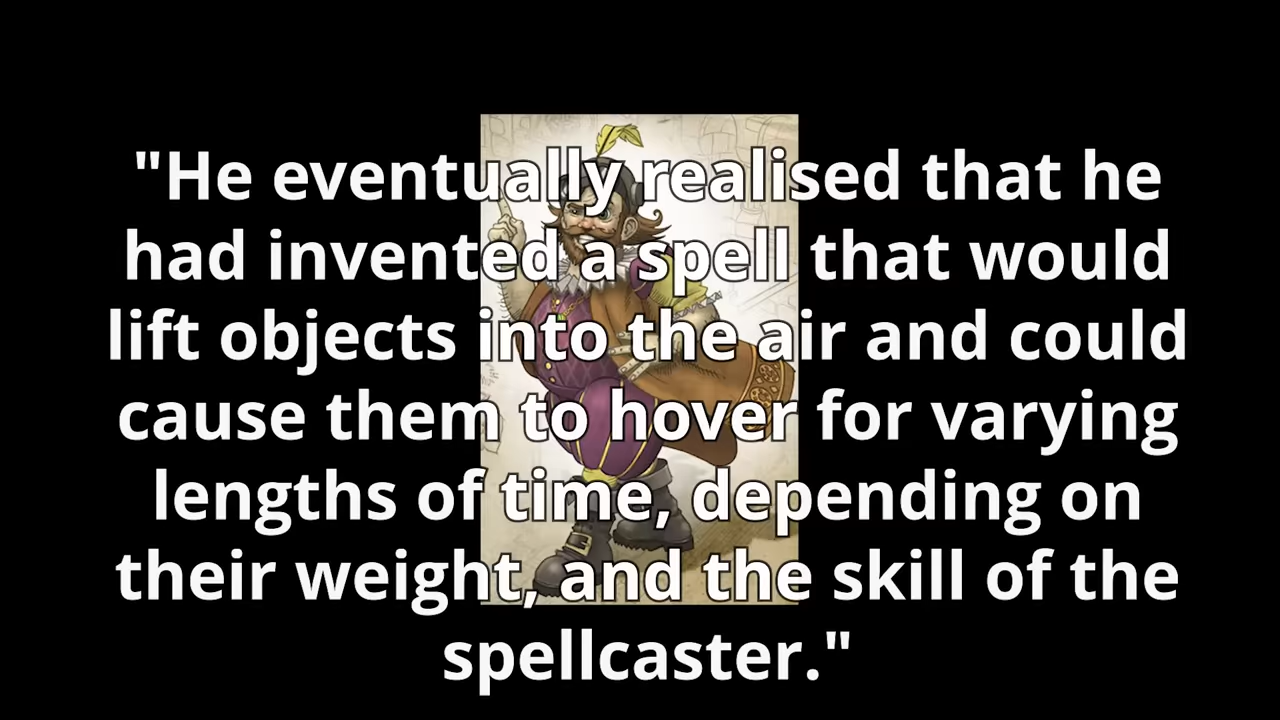 "He eventually realised that he
had invented a spell that would
lift objects into the air and could
cause them to hover for varying
lengths of time, depending on
their weight, and the skill of the
spellcaster."